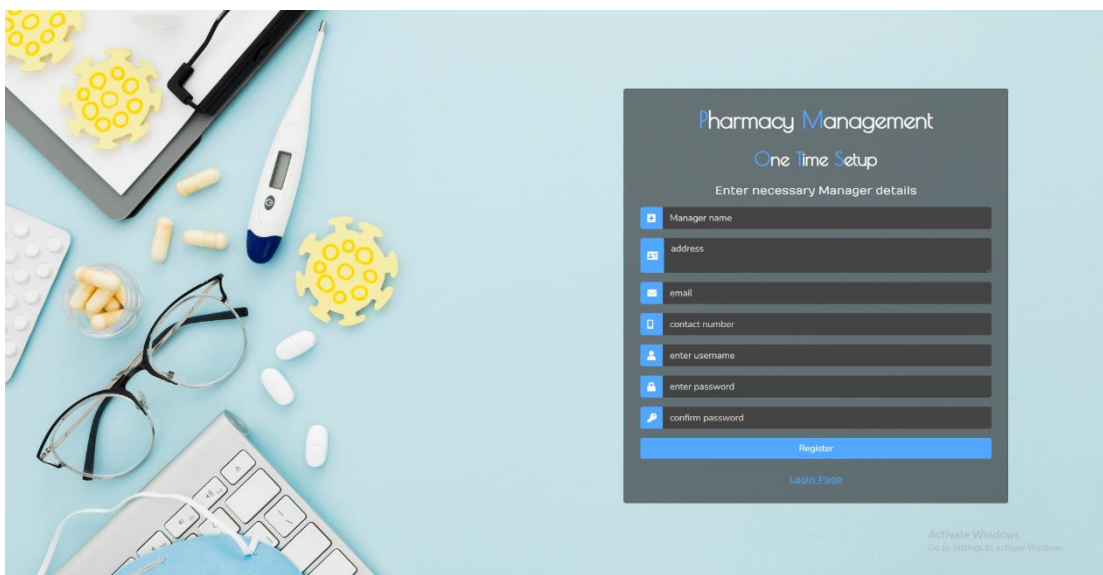 Pharmacy Management
One Time Setup
Enter necessary Manager details
Manager name
address
email
contact number
enter username
enter password
confirm password
Register
Login Page
Activate Windows
Go to Settings to activate Windows.